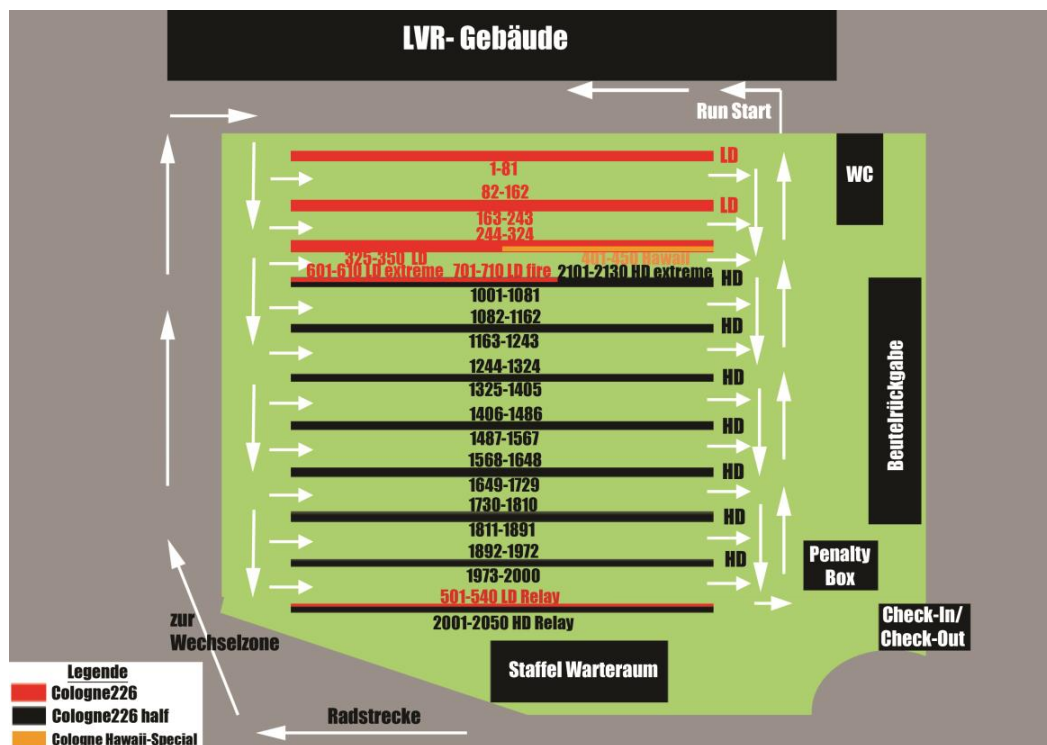 LVR- Gebäude
Run Start
LD
1-81
WC
82-162
LD
163-243
244-324
325-350 LD
401-450 Hawaii
601-610 LD extreme
701-710 LD fire
2101-2130 HD extreme
HD
1001-1081
1082-1162
HD
1163-1243
1244-1324
HD
1325-1405
1406-1486
HD
1487-1567
1568-1648
HD
1649-1729
1730-1810
HD
1811-1891
1892-1972
HD
1973-2000
501-540 LD Relay
2001-2050 HD Relay
Beutelrückgabe
Penalty
Box
Check-In/
Check-Out
zur
Wechselzone
Staffel Warteraum
Radstrecke
Legende
Cologne226
Cologne226 half
Cologne Hawaii-Special